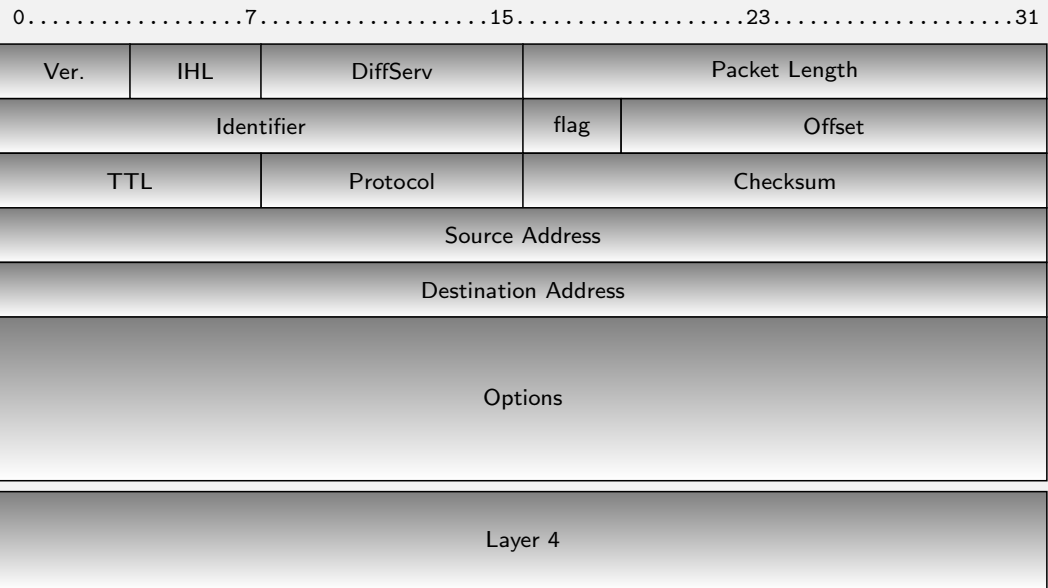 0.................7..................15..................23...................31
Ver. IHL DiffServ Packet Length
Identifier flag Offset
TTL Protocol Checksum
Source Address
Destination Address
Options
Layer 4